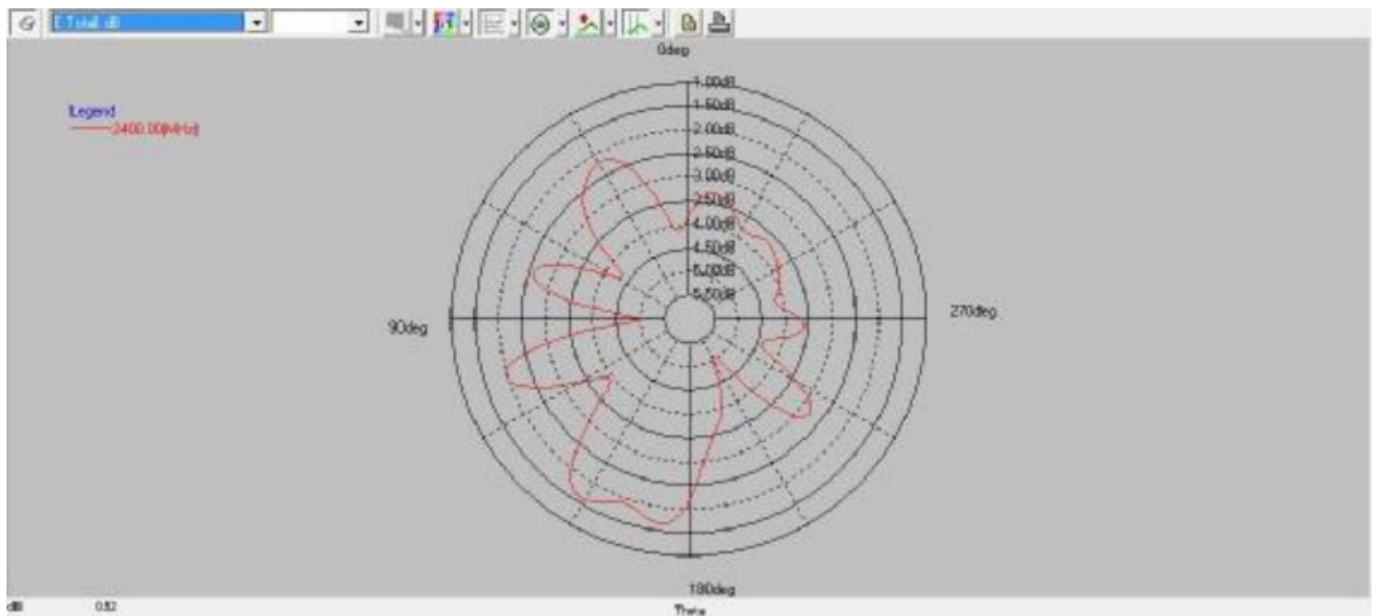 E Total dB
0deg
1.00dB
1.50dB
2.00dB
2.50dB
3.00dB
3.50dB
4.00dB
4.50dB
5.00dB
5.50dB
Legend
2400.00(MHz)
90deg
270deg
180deg
dB
0.52
Theta